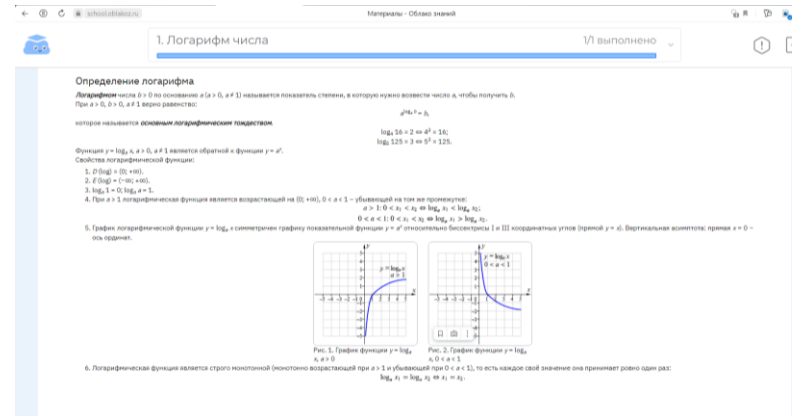 school.oblakoz.ru
Материалы - Облако знаний
1. Логарифм числа
1/1 выполнено
Определение логарифма
Логарифмом числа b > 0 по основанию a (a > 0, a ≠ 1) называется показатель степени, в которую нужно возвести число a, чтобы получить b.
При a > 0, b > 0, a ≠ 1 верно равенство:
a^{logₐ b} = b,
которое называется основным логарифмическим тождеством.
log₄ 16 = 2 ⇔ 4² = 16;
log₅ 125 = 3 ⇔ 5³ = 125.
Функция y = logₐ x, a > 0, a ≠ 1 является обратной к функции y = aˣ.
Свойства логарифмической функции:
1. D (log) = (0; +∞).
2. E (log) = (−∞; +∞).
3. logₐ 1 = 0; logₐ a = 1.
4. При a > 1 логарифмическая функция является возрастающей на (0; +∞), 0 < a < 1 – убывающей на том же промежутке:
a > 1: 0 < x₁ < x₂ ⇔ logₐ x₁ < logₐ x₂;
0 < a < 1: 0 < x₁ < x₂ ⇔ logₐ x₁ > logₐ x₂.
5. График логарифмической функции y = logₐ x симметричен графику показательной функции y = aˣ относительно биссектрисы I и III координатных углов (прямой y = x). Вертикальная асимптота: прямая x = 0 –
ось ординат.
y = logₐ x
a > 1
y = logₐ x
0 < a < 1
Рис. 1. График функции y = logₐ
x, a > 0
Рис. 2. График функции y = logₐ
x, 0 < a < 1
6. Логарифмическая функция является строго монотонной (монотонно возрастающей при a > 1 и убывающей при 0 < a < 1), то есть каждое своё значение она принимает ровно один раз:
logₐ x₁ = logₐ x₂ ⇔ x₁ = x₂.